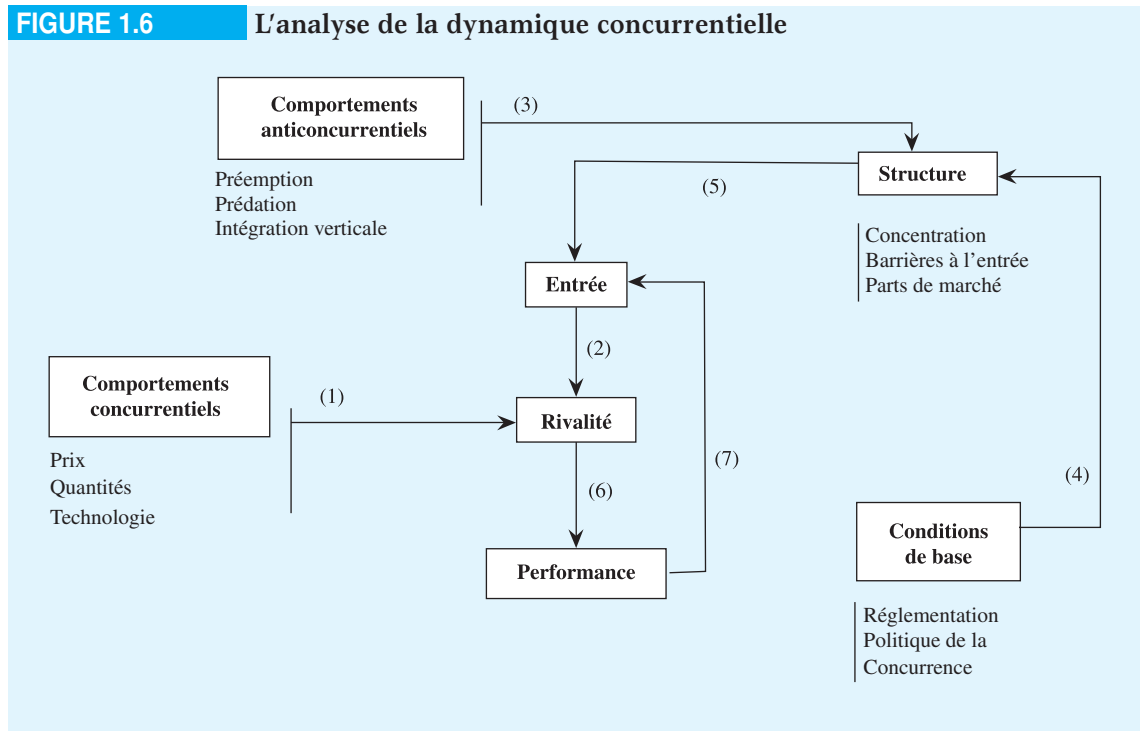 FIGURE 1.6
L'analyse de la dynamique concurrentielle
Comportements
anticoncurrentiels
Préemption
Prédation
Intégration verticale
(3)
Structure
(5)
Concentration
Barrières à l'entrée
Parts de marché
Entrée
(2)
Comportements
concurrentiels
(1)
Rivalité
Prix
Quantités
Technologie
(6)
(7)
(4)
Performance
Conditions
de base
Réglementation
Politique de la
Concurrence